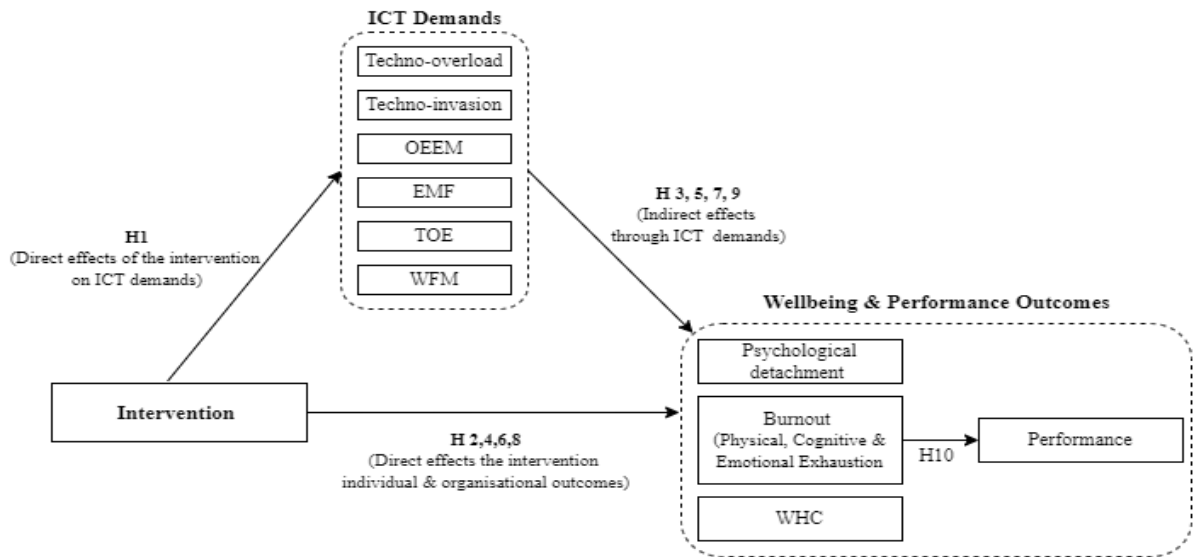 ICT Demands
Techno-overload
Techno-invasion
OEEM
EMF
TOE
WFM
H1
(Direct effects of the intervention
on ICT demands)
H 3, 5, 7, 9
(Indirect effects
through ICT demands)
Intervention
H 2,4,6,8
(Direct effects the intervention
individual & organisational outcomes)
Wellbeing & Performance Outcomes
Psychological
detachment
Burnout
(Physical, Cognitive &
Emotional Exhaustion
H10
Performance
WHC